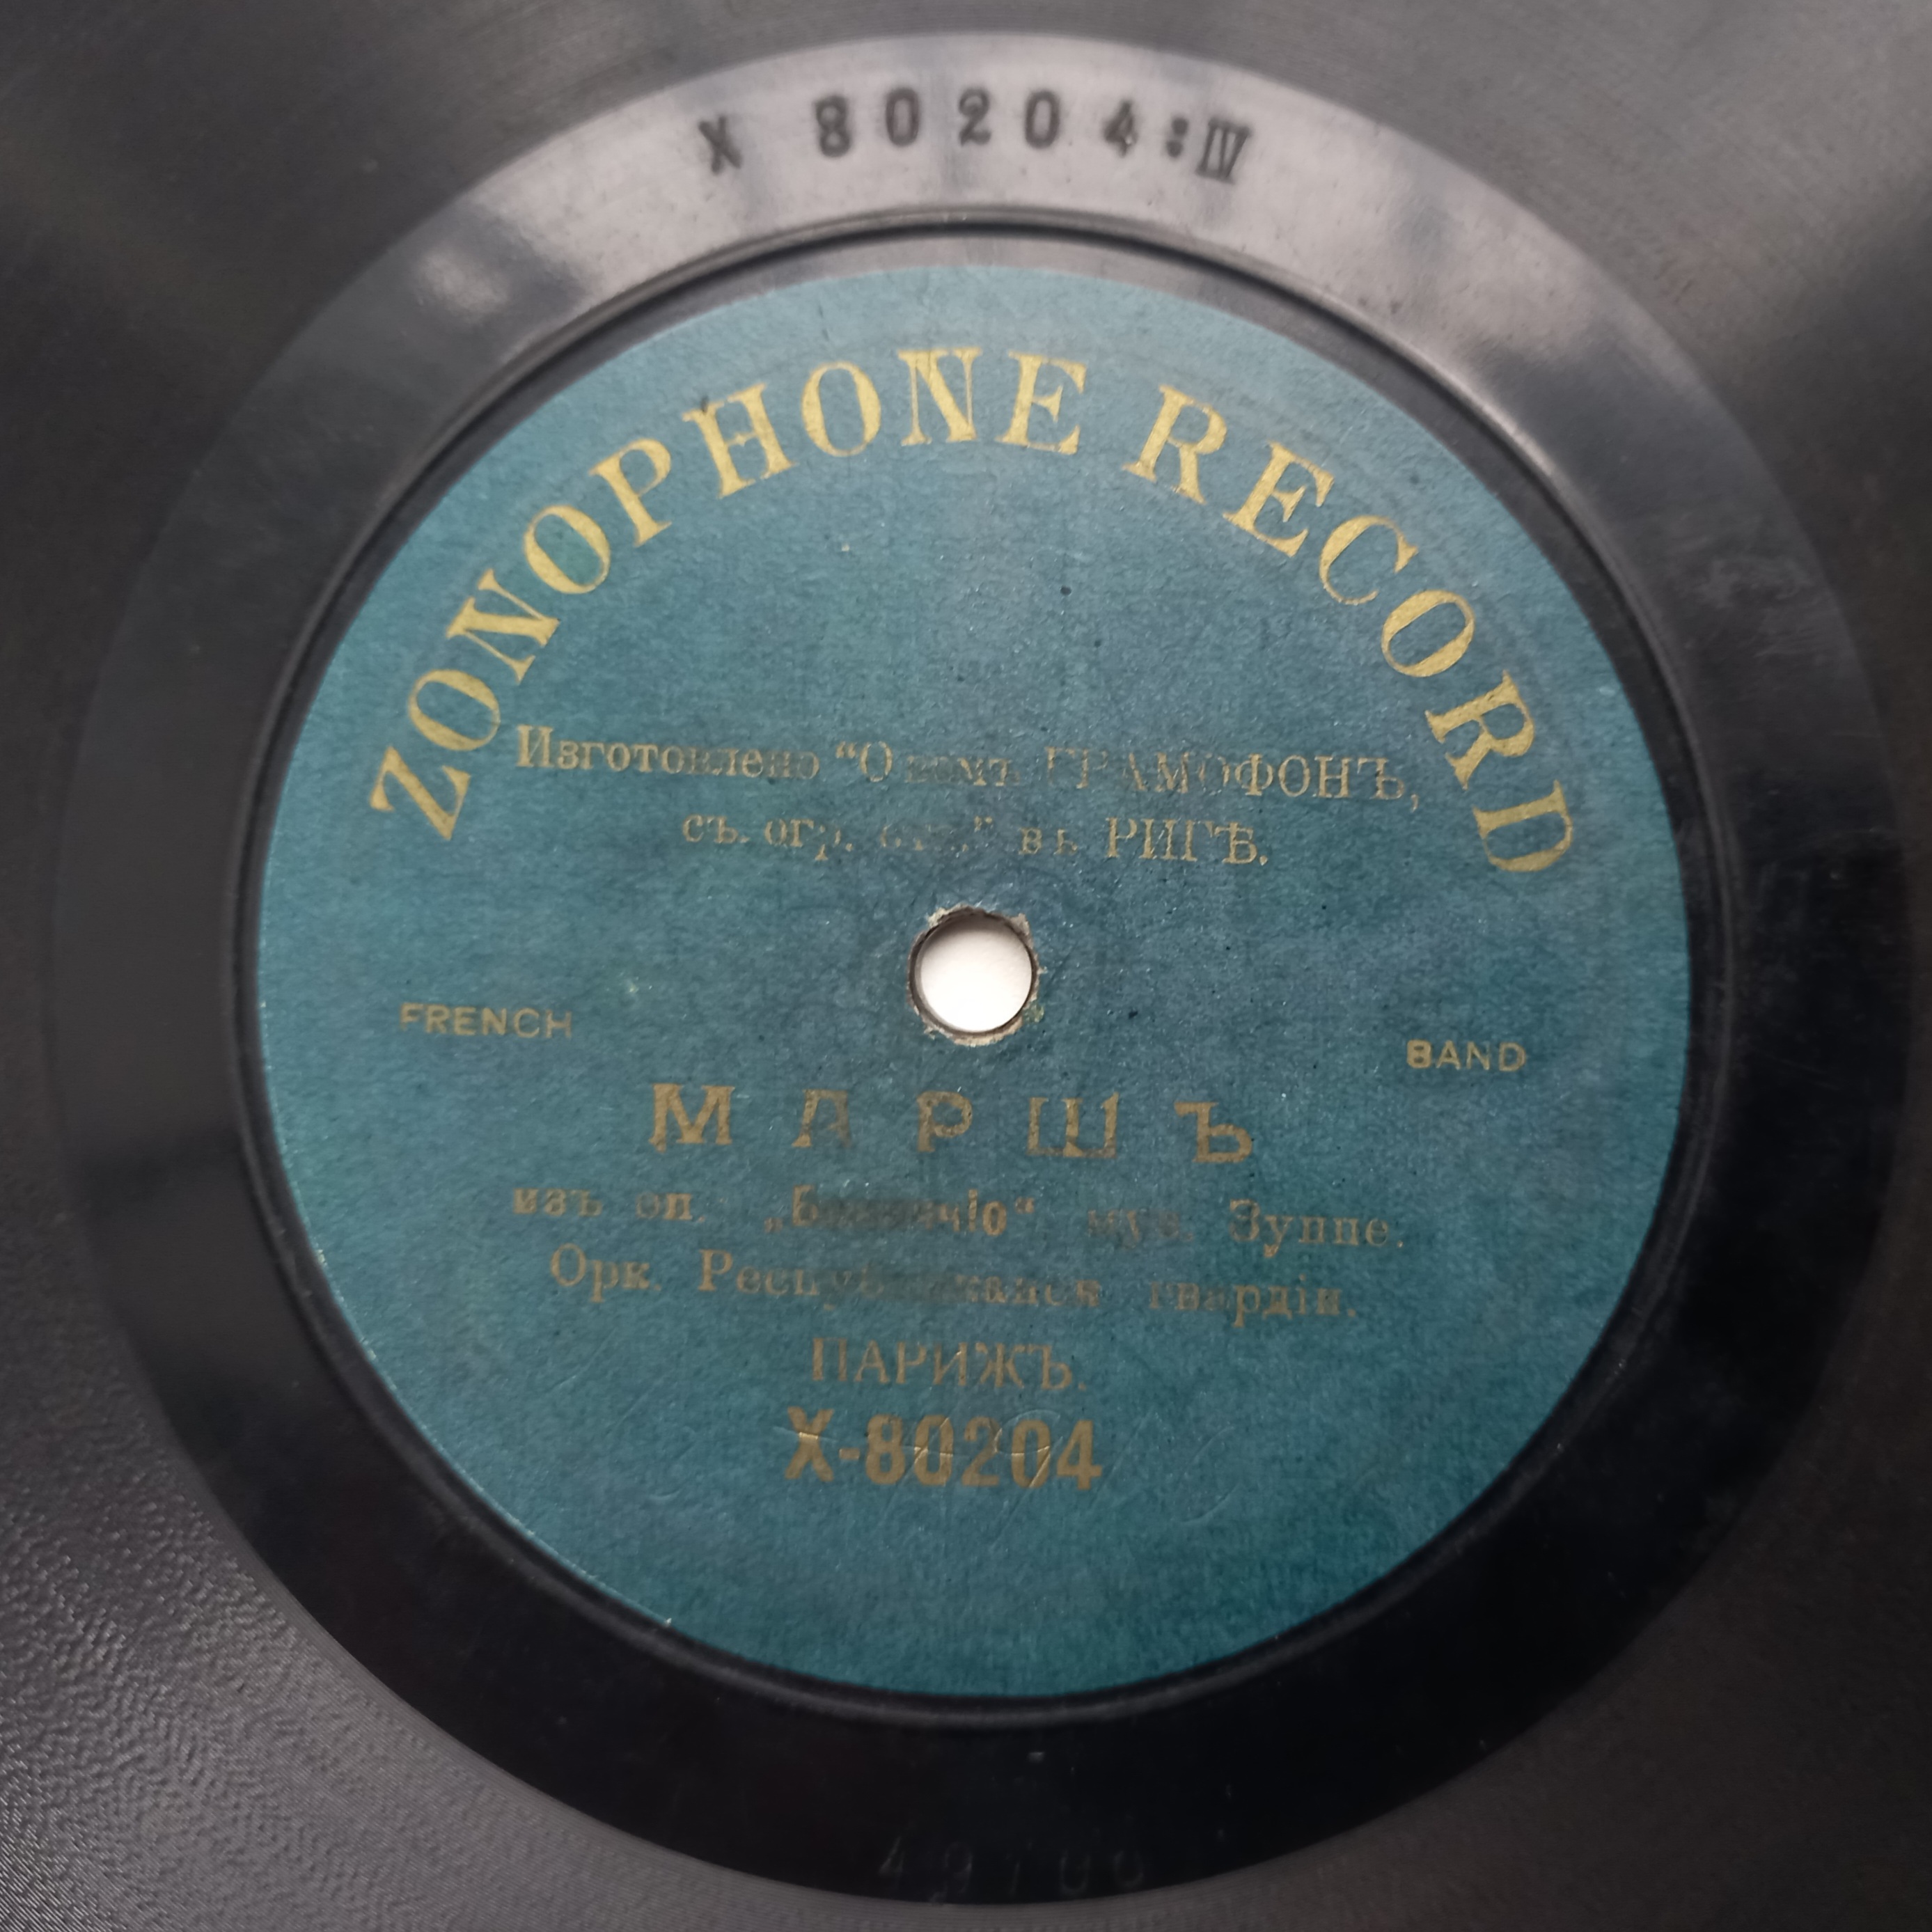 X 80204:IV
ZONOPHONE RECORD
Изготовлено "О-вомъ ГРАМОФОНЪ,
съ. огр. отв." въ РИГѢ.
FRENCH BAND
МАРШЪ
изъ оп. „Боккачіо“ муз. Зуппе.
Орк. Республиканск гвардіи.
ПАРИЖЪ.
X-80204